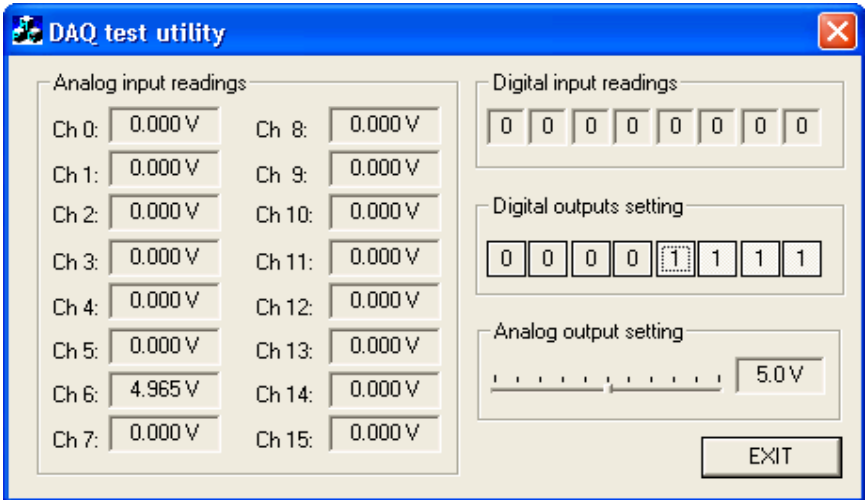 DAQ test utility
Analog input readings
Ch 0: 0.000 V Ch 8: 0.000 V
Ch 1: 0.000 V Ch 9: 0.000 V
Ch 2: 0.000 V Ch 10: 0.000 V
Ch 3: 0.000 V Ch 11: 0.000 V
Ch 4: 0.000 V Ch 12: 0.000 V
Ch 5: 0.000 V Ch 13: 0.000 V
Ch 6: 4.965 V Ch 14: 0.000 V
Ch 7: 0.000 V Ch 15: 0.000 V
Digital input readings
0 0 0 0 0 0 0 0
Digital outputs setting
0 0 0 0 1 1 1 1
Analog output setting
5.0 V
EXIT